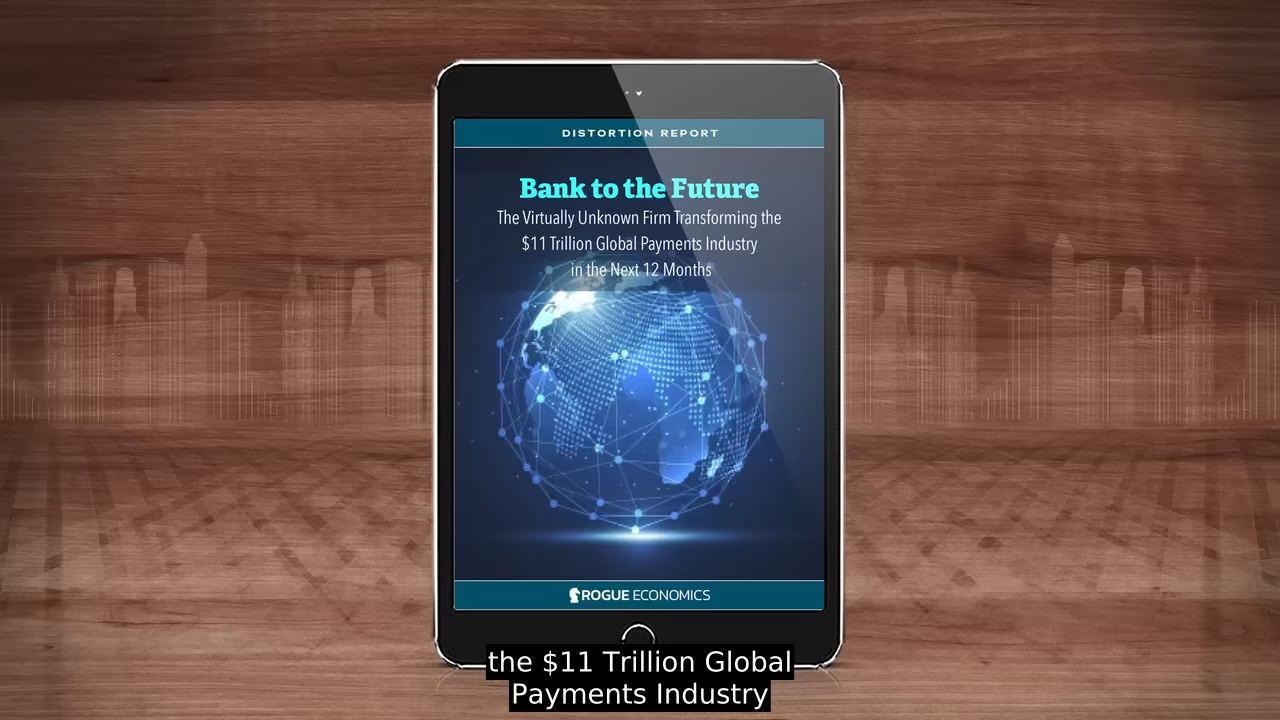 DISTORTION REPORT
Bank to the Future
The Virtually Unknown Firm Transforming the
$11 Trillion Global Payments Industry
in the Next 12 Months
ROGUE ECONOMICS
the $11 Trillion Global
Payments Industry